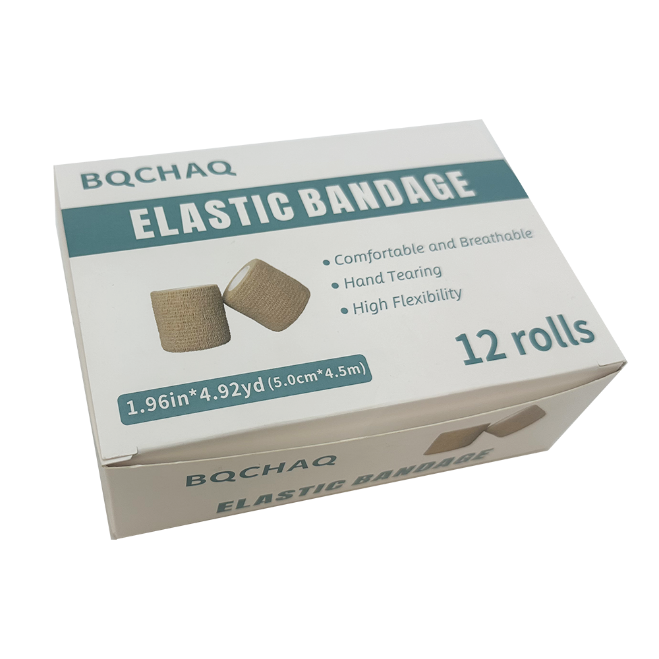 BQCHAQ
ELASTIC BANDAGE
• Comfortable and Breathable
• Hand Tearing
• High Flexibility
12 rolls
1.96in*4.92yd (5.0cm*4.5m)
BQCHAQ
ELASTIC BANDAGE